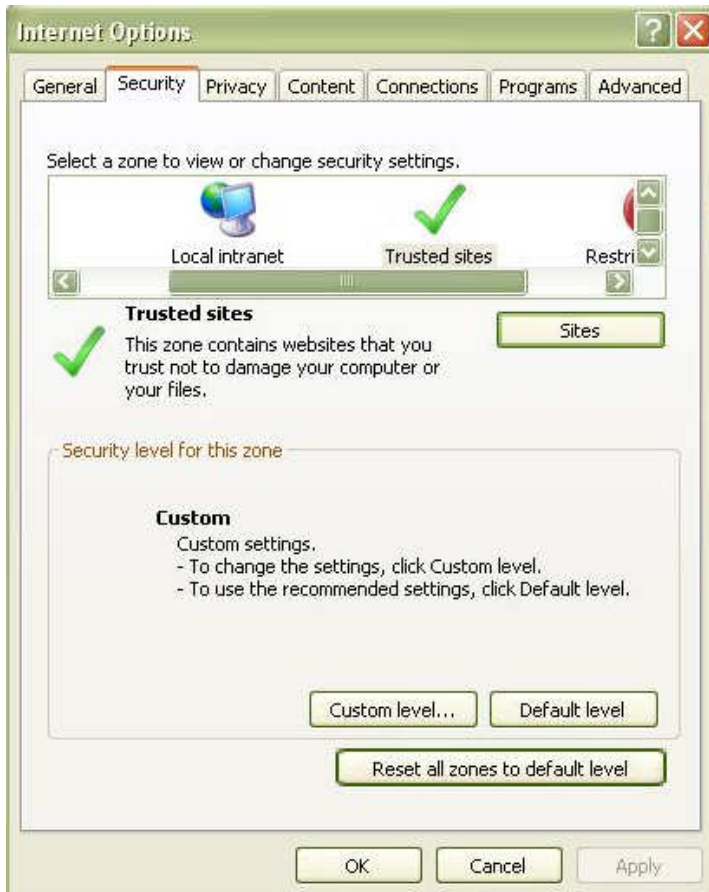 Internet Options
General Security Privacy Content Connections Programs Advanced
Select a zone to view or change security settings.
Local intranet Trusted sites Restri
Trusted sites
Sites
This zone contains websites that you
trust not to damage your computer or
your files.
Security level for this zone
Custom
Custom settings.
- To change the settings, click Custom level.
- To use the recommended settings, click Default level.
Custom level... Default level
Reset all zones to default level
OK Cancel Apply